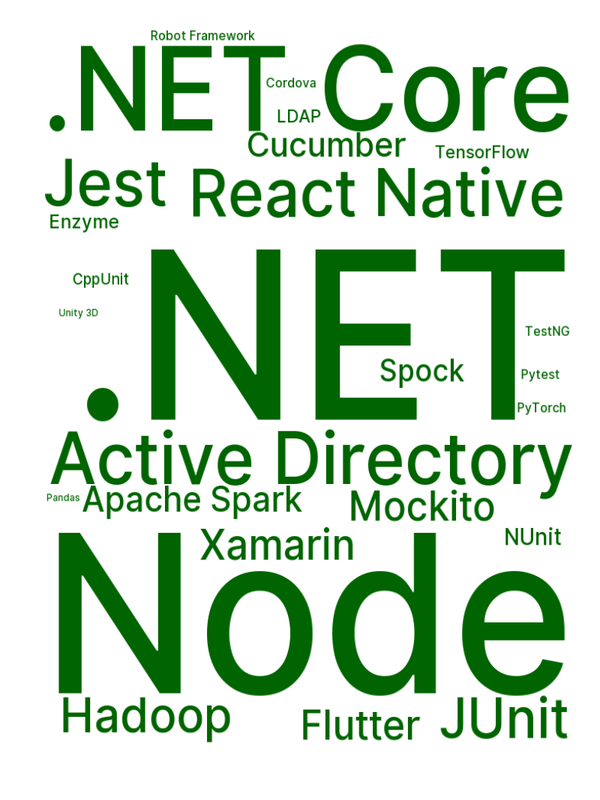 Robot Framework
.NET Core
Cordova
LDAP
Cucumber
TensorFlow
Jest
React Native
Enzyme
.NET
CppUnit
Unity 3D
TestNG
Spock
Pytest
PyTorch
Active Directory
Pandas
Apache Spark
Mockito
Xamarin
NUnit
Node
Hadoop
Flutter
JUnit